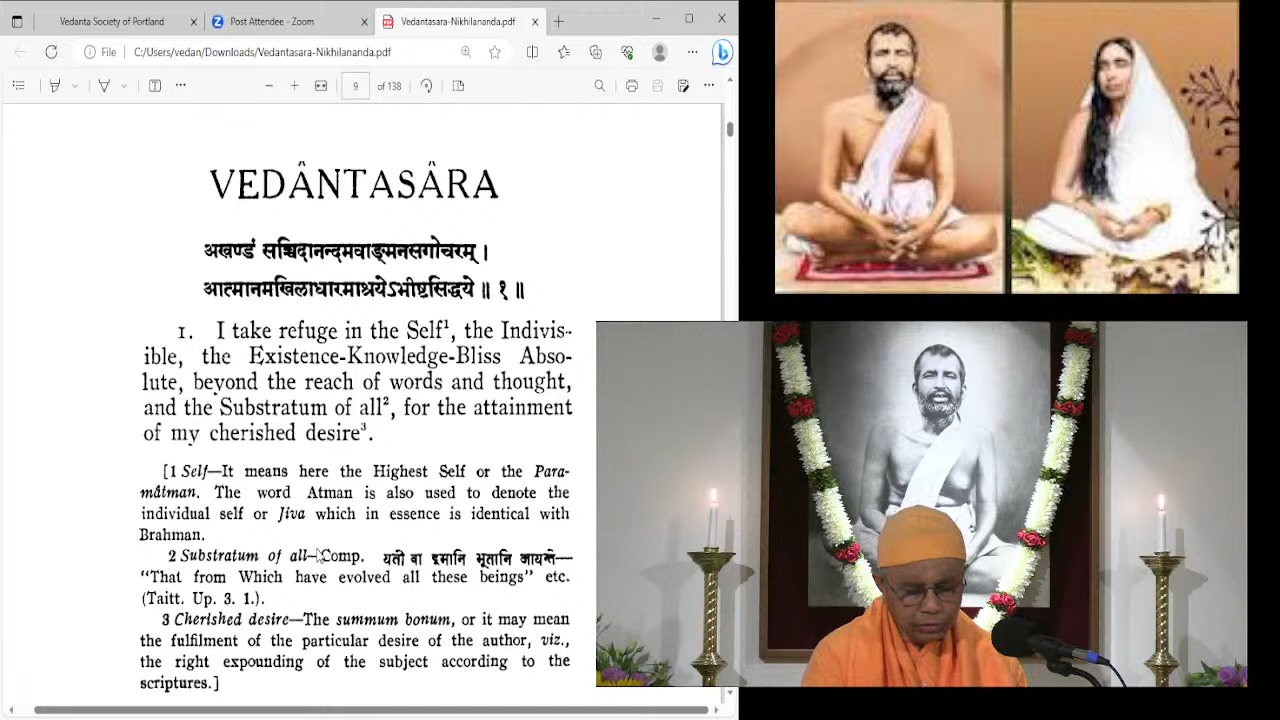 Vedanta Society of Portland
Post Attendee - Zoom
Vedantasara-Nikhilananda.pdf
File C:/Users/vedan/Downloads/Vedantasara-Nikhilananda.pdf
9 of 138
VEDÂNTASÂRA
अखण्डं सच्चिदानन्दमवाङ्मनसगोचरम् ।
आत्मानमखिलाधारमाश्रयेऽभीष्टसिद्धये ॥ १ ॥
1. I take refuge in the Self¹, the Indivis-
ible, the Existence-Knowledge-Bliss Abso-
lute, beyond the reach of words and thought,
and the Substratum of all², for the attainment
of my cherished desire³.
[1 Self—It means here the Highest Self or the Para-
mâtman. The word Atman is also used to denote the
individual self or Jiva which in essence is identical with
Brahman.
2 Substratum of all—Comp. यतो वा इमानि भूतानि जायन्ते—
“That from Which have evolved all these beings” etc.
(Taitt. Up. 3. 1.).
3 Cherished desire—The summum bonum, or it may mean
the fulfilment of the particular desire of the author, viz.,
the right expounding of the subject according to the
scriptures.]